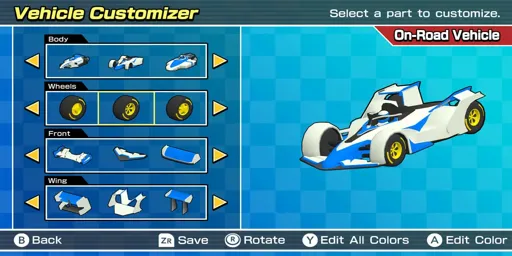 Vehicle Customizer
Select a part to customize.
On-Road Vehicle
Body
Wheels
Front
Wing
B Back
ZR Save
R Rotate
Y Edit All Colors
A Edit Color